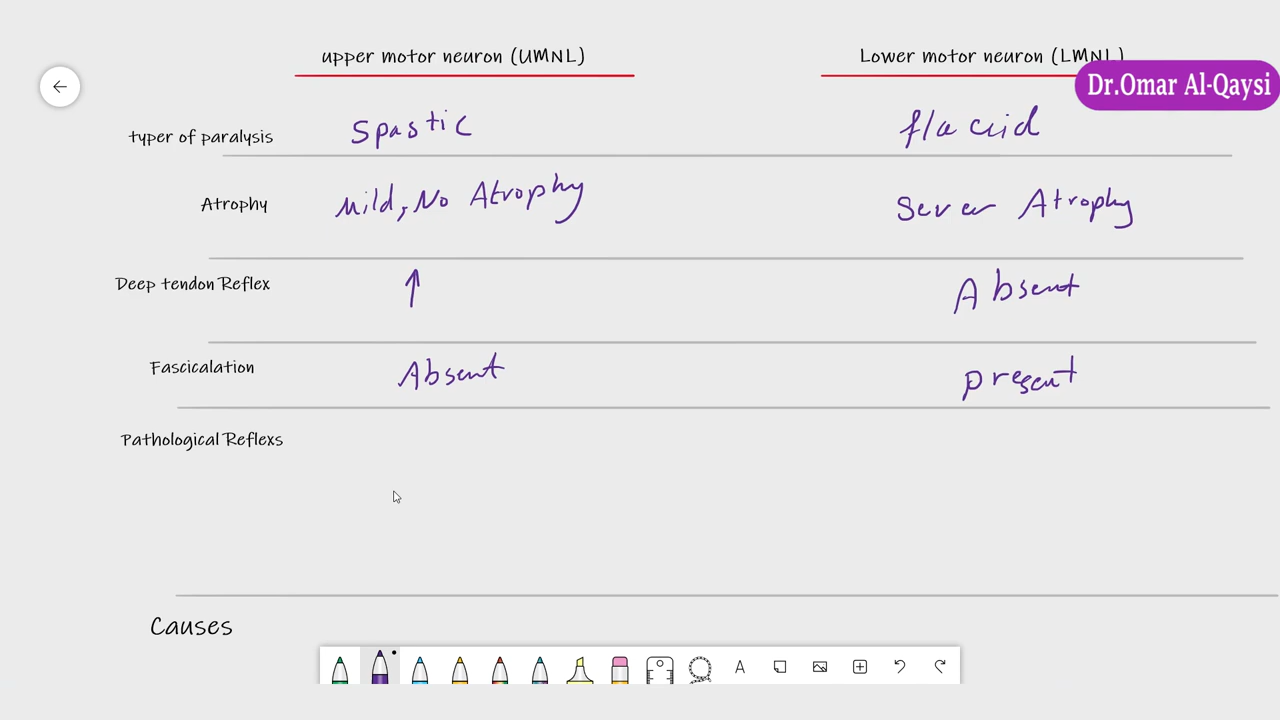 upper motor neuron (UMNL)
Lower motor neuron (LMNL)
Dr.Omar Al-Qaysi
typer of paralysis
Spastic
flacid
Atrophy
Mild, No Atrophy
Sever Atrophy
Deep tendon Reflex
↑
Absent
Fascicalation
Absent
present
Pathological Reflexs
Causes
A